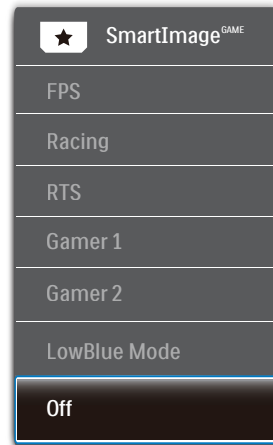 SmartImage GAME
FPS
Racing
RTS
Gamer 1
Gamer 2
LowBlue Mode
Off